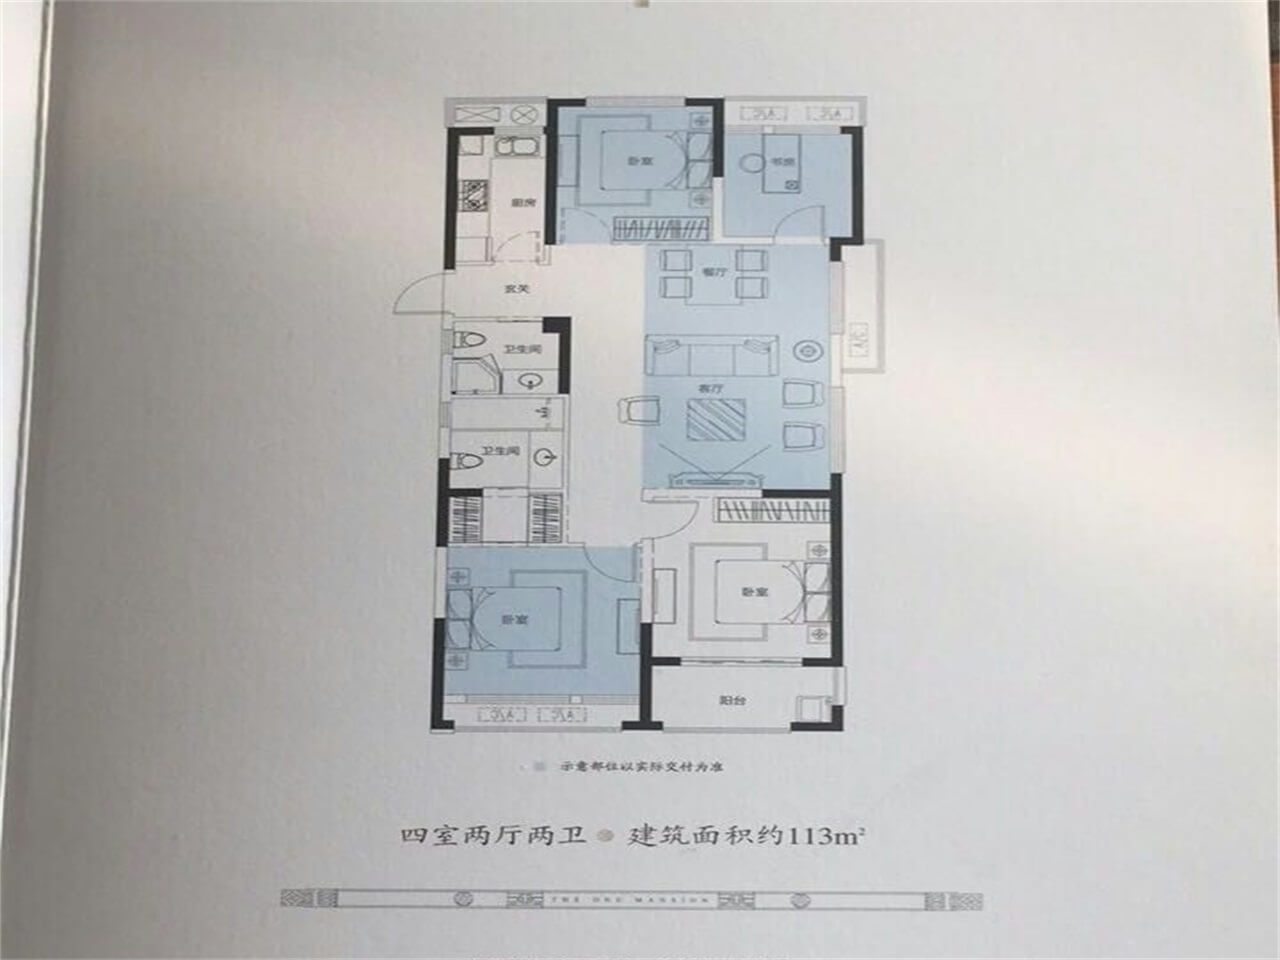 A/C A/C
卧室 书房
厨房
餐厅
玄关
A/C
卫生间
客厅
卫生间
卧室
卧室
阳台
A/C A/C
示意部位以实际交付为准
四室两厅两卫 建筑面积约113m²
THE ONE MANSION